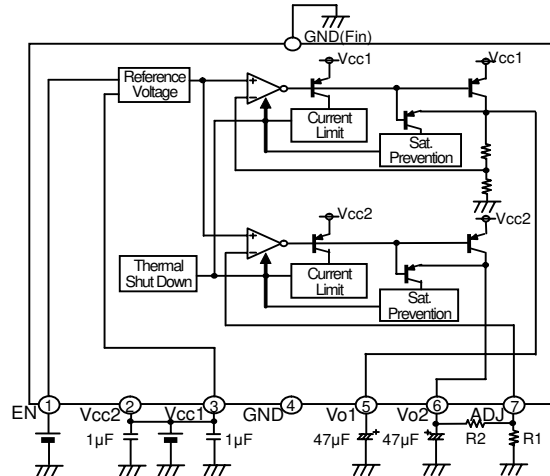 GND(Fin)
Vcc1
Vcc1
Reference
Voltage
+
−
Current
Limit
Sat.
Prevention
Vcc2
Vcc2
+
−
Thermal
Shut Down
Current
Limit
Sat.
Prevention
1
2
3
4
5
6
7
EN
Vcc2
Vcc1
GND
Vo1
Vo2
ADJ
1µF
1µF
47µF
+
47µF
+
R2
R1